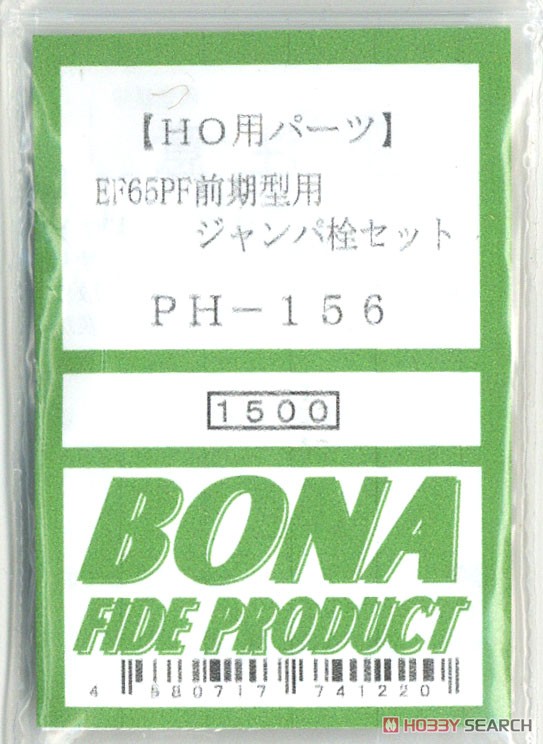 【HO用パーツ】
EF65PF前期型用
ジャンパ栓セット
PH-156
1500
BONA
FIDE PRODUCT
4 580717 741220
HOBBY SEARCH